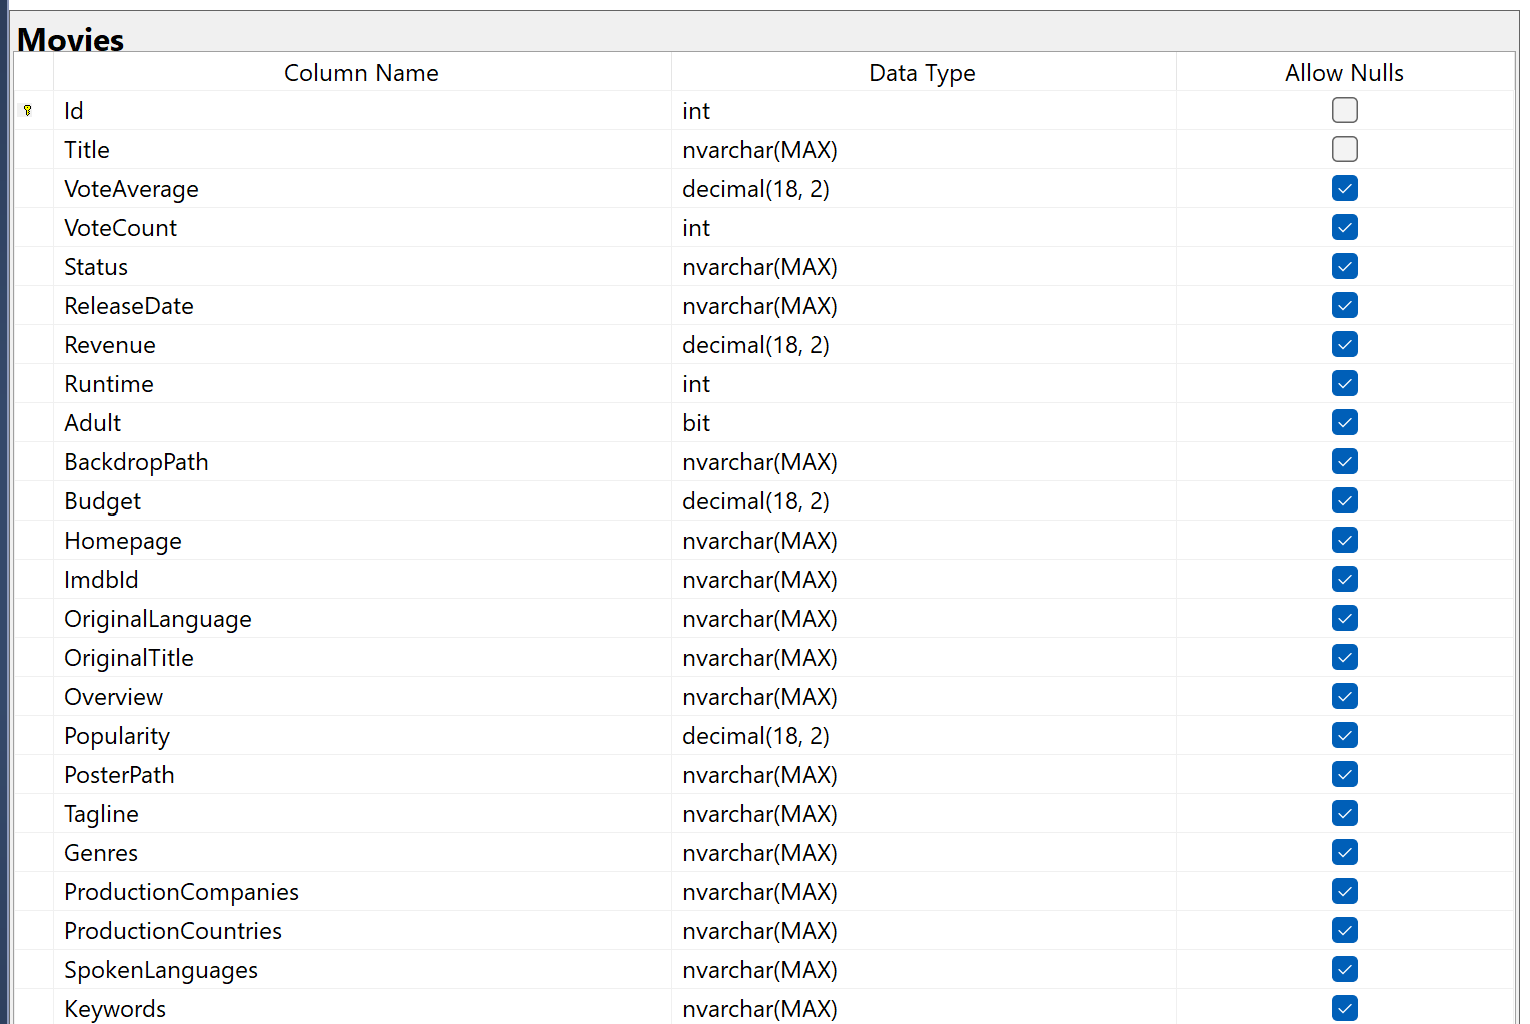 Movies
Column Name Data Type Allow Nulls
Id int
Title nvarchar(MAX)
VoteAverage decimal(18, 2)
VoteCount int
Status nvarchar(MAX)
ReleaseDate nvarchar(MAX)
Revenue decimal(18, 2)
Runtime int
Adult bit
BackdropPath nvarchar(MAX)
Budget decimal(18, 2)
Homepage nvarchar(MAX)
ImdbId nvarchar(MAX)
OriginalLanguage nvarchar(MAX)
OriginalTitle nvarchar(MAX)
Overview nvarchar(MAX)
Popularity decimal(18, 2)
PosterPath nvarchar(MAX)
Tagline nvarchar(MAX)
Genres nvarchar(MAX)
ProductionCompanies nvarchar(MAX)
ProductionCountries nvarchar(MAX)
SpokenLanguages nvarchar(MAX)
Keywords nvarchar(MAX)